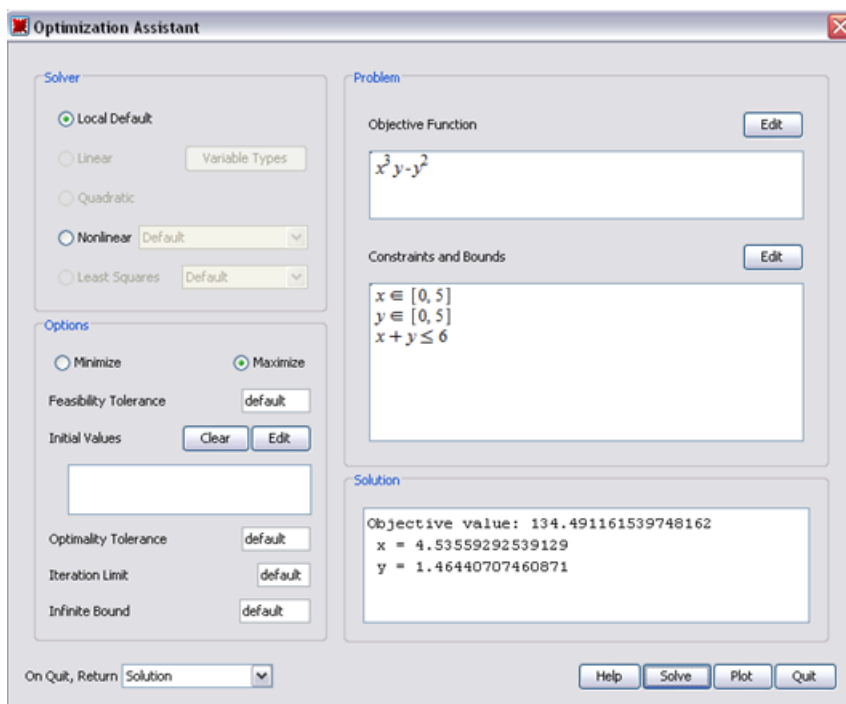 Optimization Assistant
Solver
Local Default
Linear Variable Types
Quadratic
Nonlinear Default
Least Squares Default
Options
Minimize Maximize
Feasibility Tolerance default
Initial Values Clear Edit
Optimality Tolerance default
Iteration Limit default
Infinite Bound default
On Quit, Return Solution
Problem
Objective Function Edit
x³ y-y²
Constraints and Bounds Edit
x ∈ [0, 5]
y ∈ [0, 5]
x + y ≤ 6
Solution
Objective value: 134.491161539748162
x = 4.53559292539129
y = 1.46440707460871
Help Solve Plot Quit